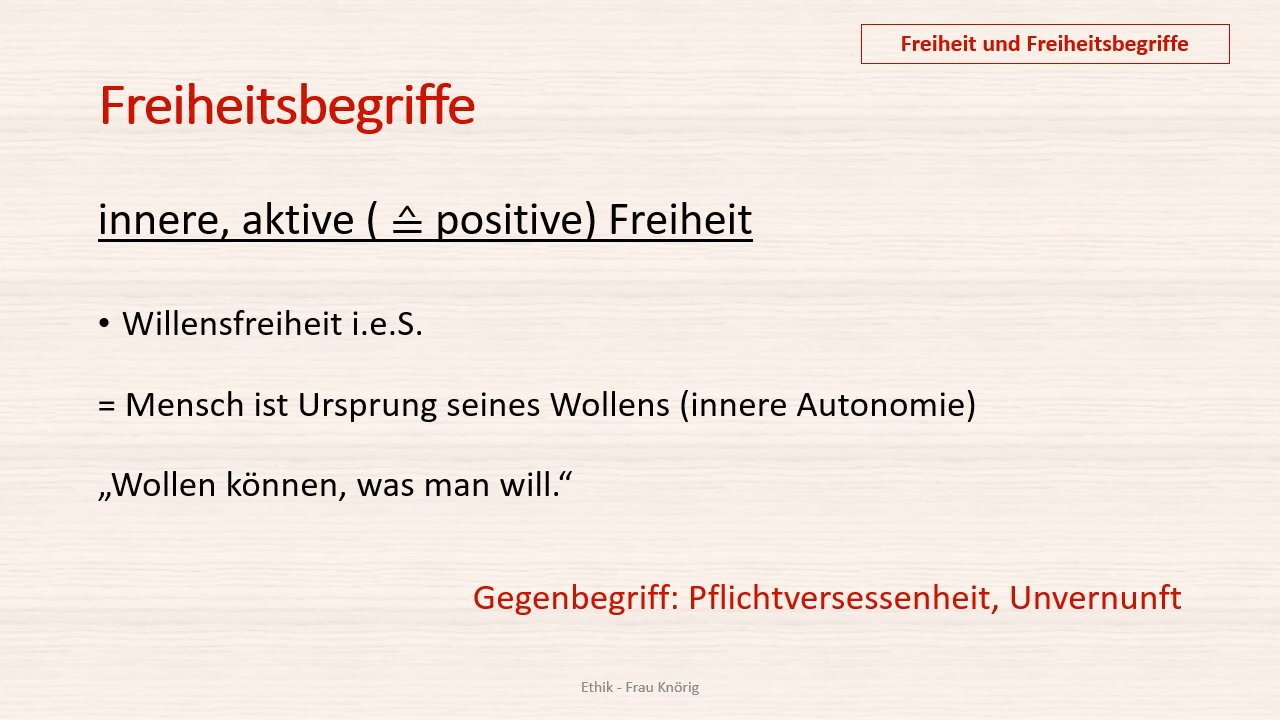 Freiheit und Freiheitsbegriffe
Freiheitsbegriffe
innere, aktive ( ≙ positive) Freiheit
• Willensfreiheit i.e.S.
= Mensch ist Ursprung seines Wollens (innere Autonomie)
„Wollen können, was man will.“
Gegenbegriff: Pflichtversessenheit, Unvernunft
Ethik - Frau Knörig